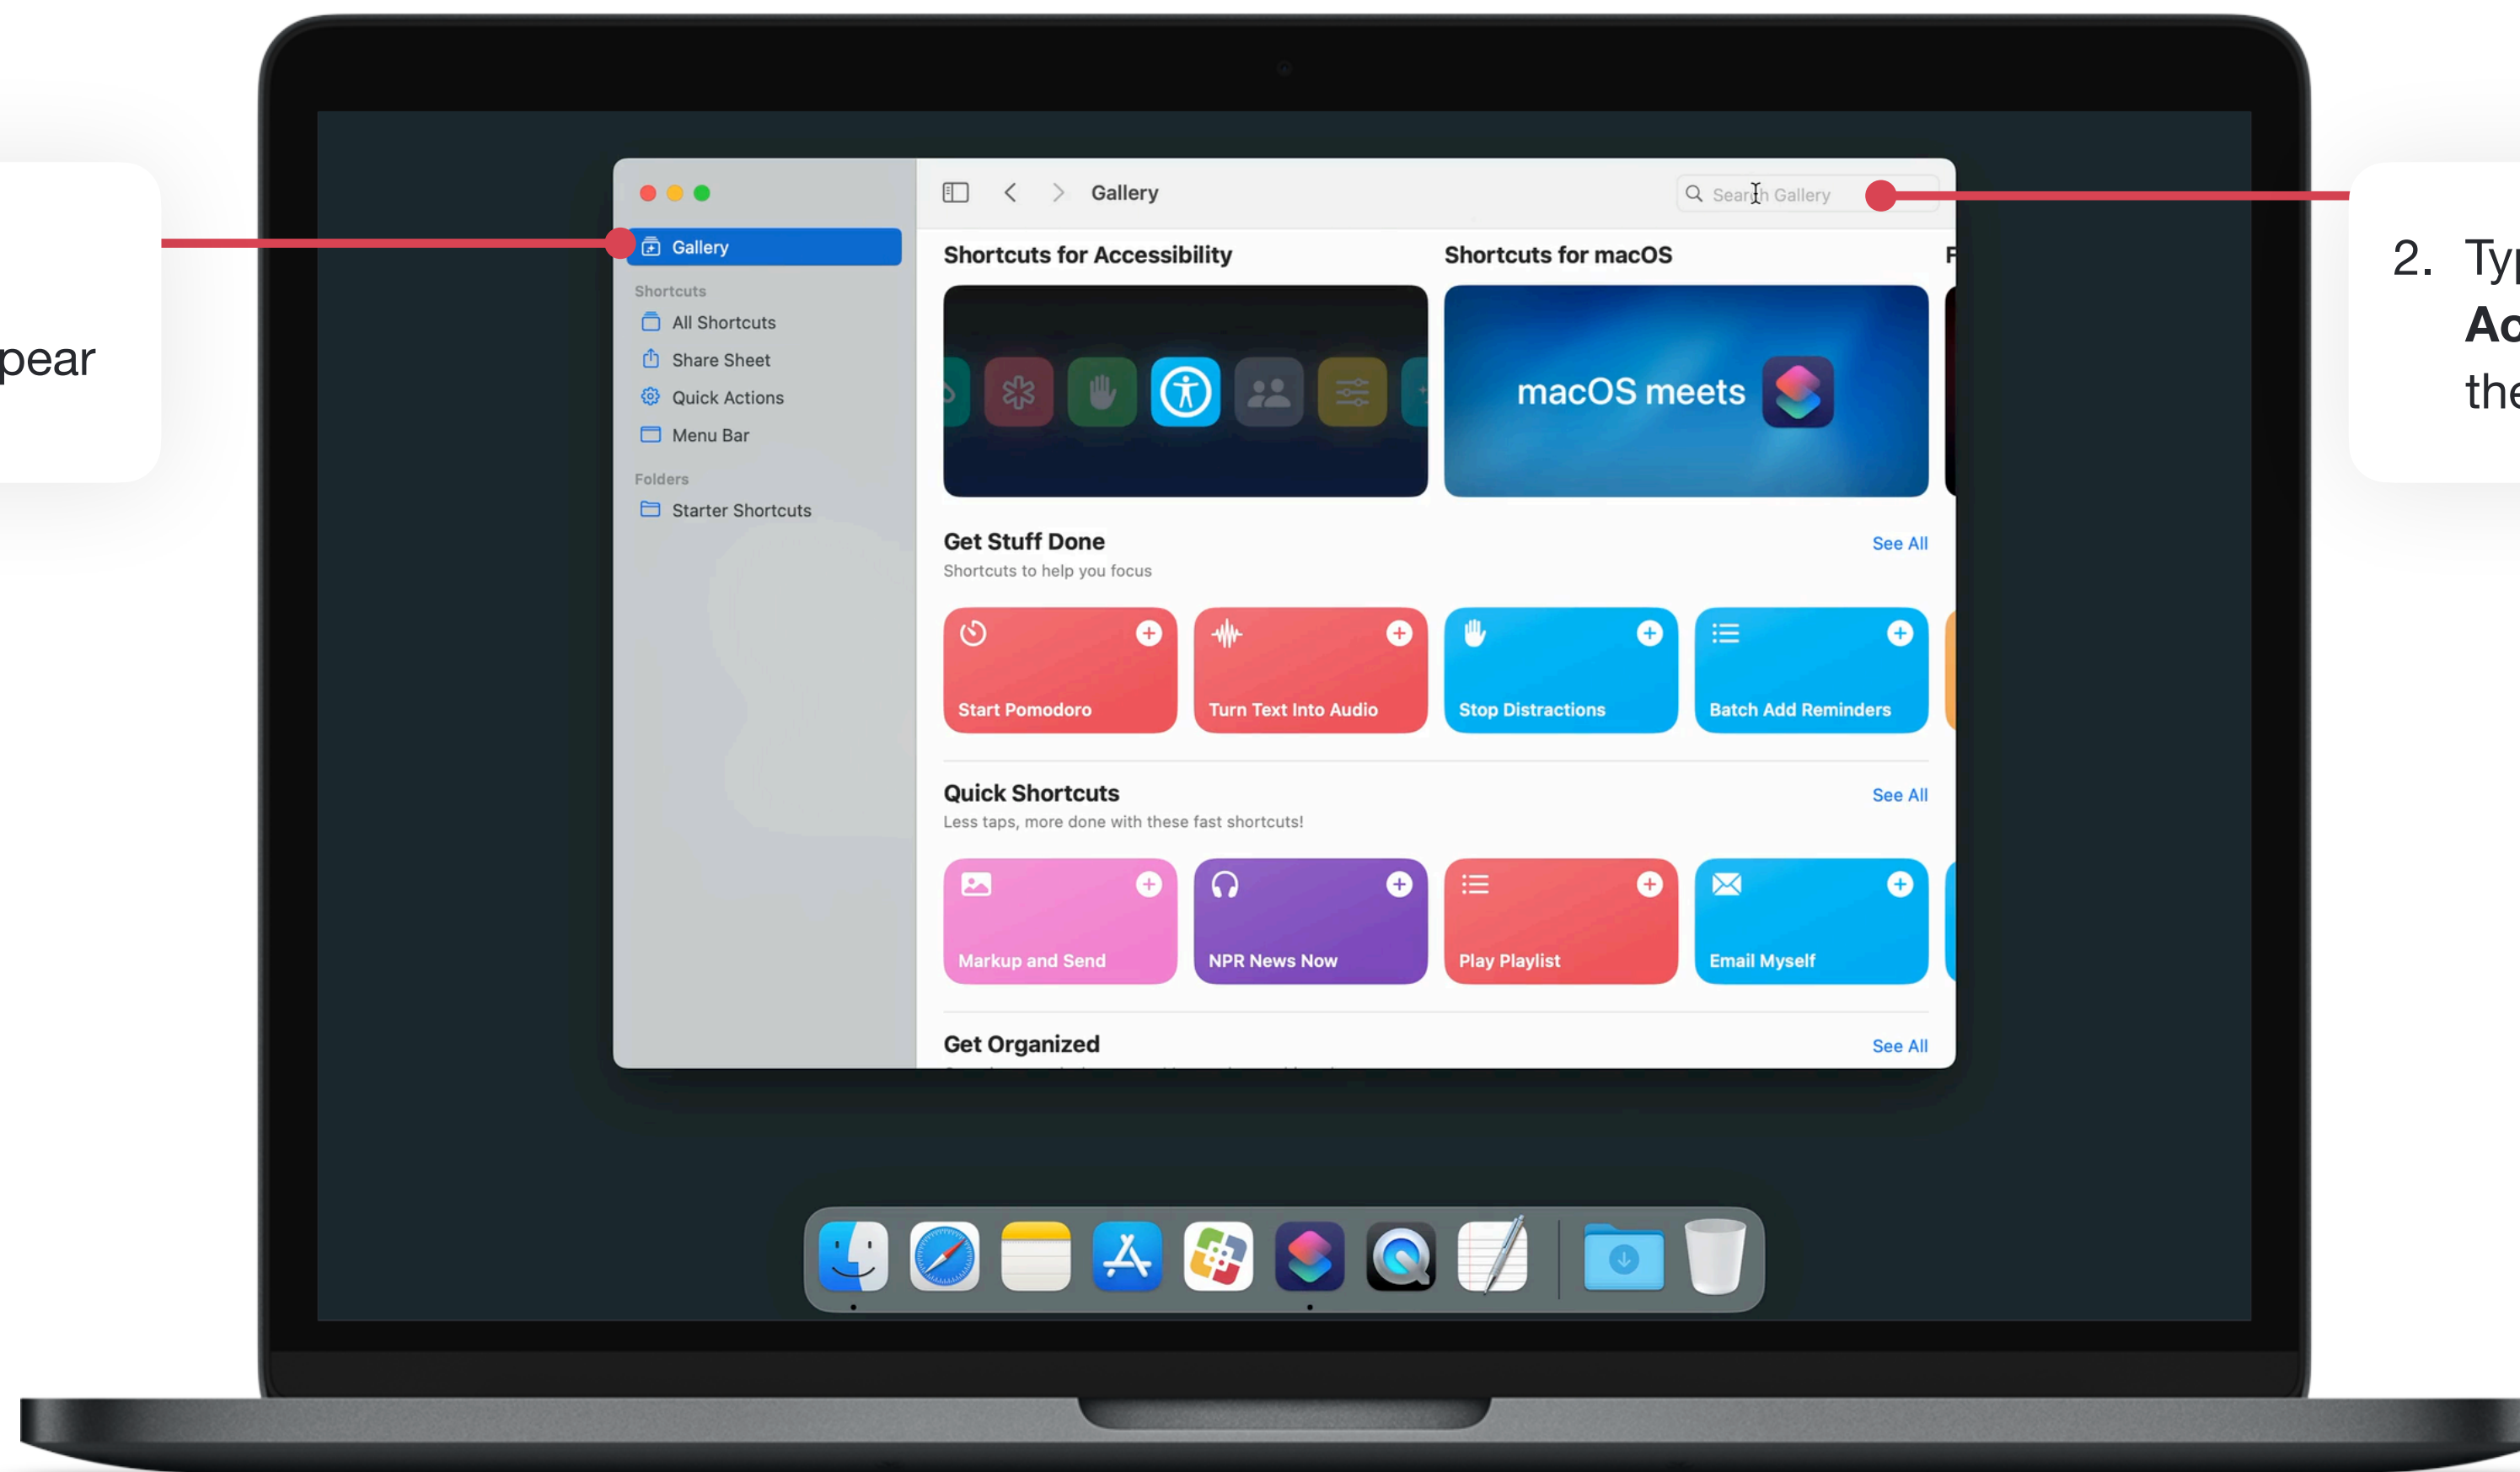 pear
Gallery
Shortcuts
All Shortcuts
Share Sheet
Quick Actions
Menu Bar
Folders
Starter Shortcuts
Gallery
Search Gallery
Shortcuts for Accessibility
Shortcuts for macOS
F
macOS meets
Get Stuff Done
See All
Shortcuts to help you focus
Start Pomodoro
Turn Text Into Audio
Stop Distractions
Batch Add Reminders
Quick Shortcuts
See All
Less taps, more done with these fast shortcuts!
Markup and Send
NPR News Now
Play Playlist
Email Myself
Get Organized
See All
2. Typ
Ac
the